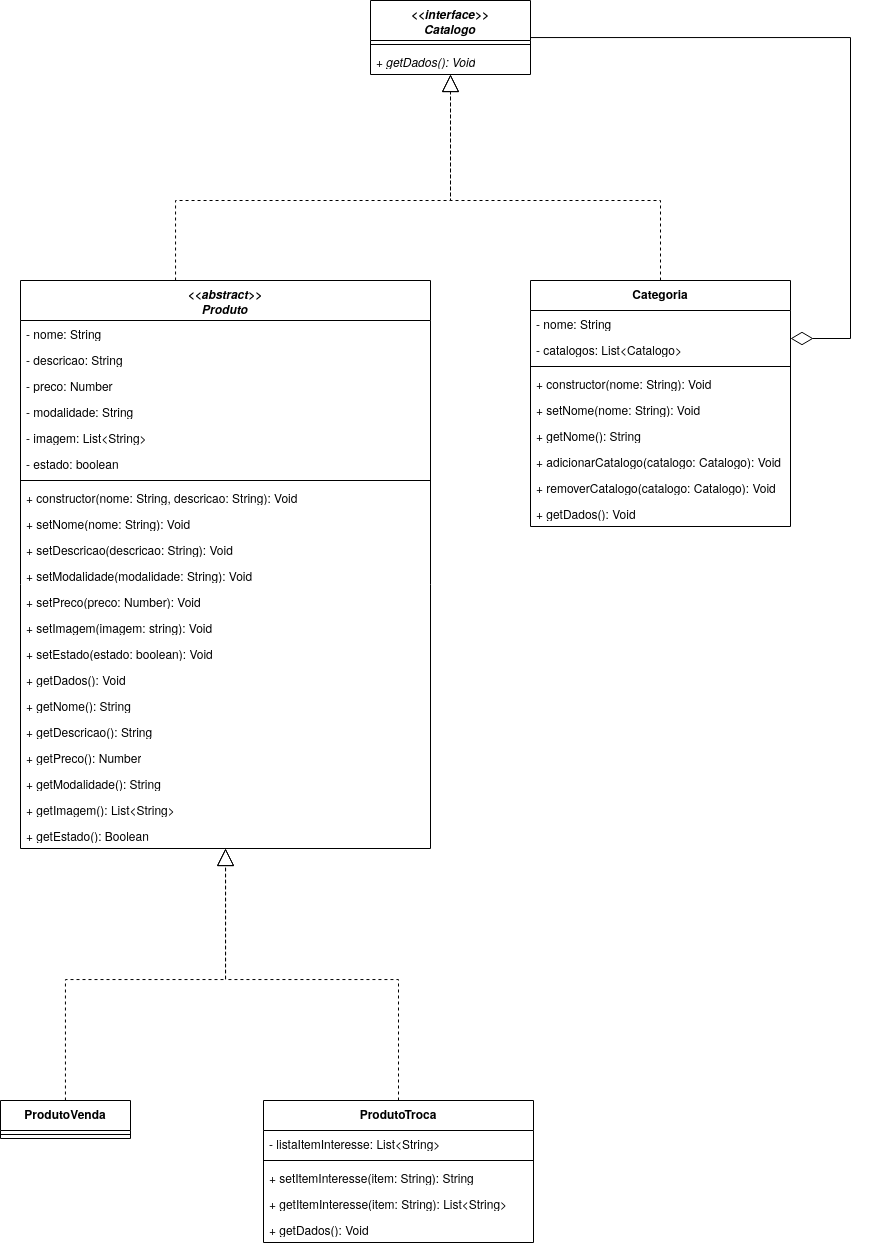 <<interface>>
Catalogo
+ getDados(): Void
<<abstract>>
Produto
- nome: String
- descricao: String
- preco: Number
- modalidade: String
- imagem: List<String>
- estado: boolean
+ constructor(nome: String, descricao: String): Void
+ setNome(nome: String): Void
+ setDescricao(descricao: String): Void
+ setModalidade(modalidade: String): Void
+ setPreco(preco: Number): Void
+ setImagem(imagem: string): Void
+ setEstado(estado: boolean): Void
+ getDados(): Void
+ getNome(): String
+ getDescricao(): String
+ getPreco(): Number
+ getModalidade(): String
+ getImagem(): List<String>
+ getEstado(): Boolean
Categoria
- nome: String
- catalogos: List<Catalogo>
+ constructor(nome: String): Void
+ setNome(nome: String): Void
+ getNome(): String
+ adicionarCatalogo(catalogo: Catalogo): Void
+ removerCatalogo(catalogo: Catalogo): Void
+ getDados(): Void
ProdutoVenda
ProdutoTroca
- listaItemInteresse: List<String>
+ setItemInteresse(item: String): String
+ getItemInteresse(item: String): List<String>
+ getDados(): Void